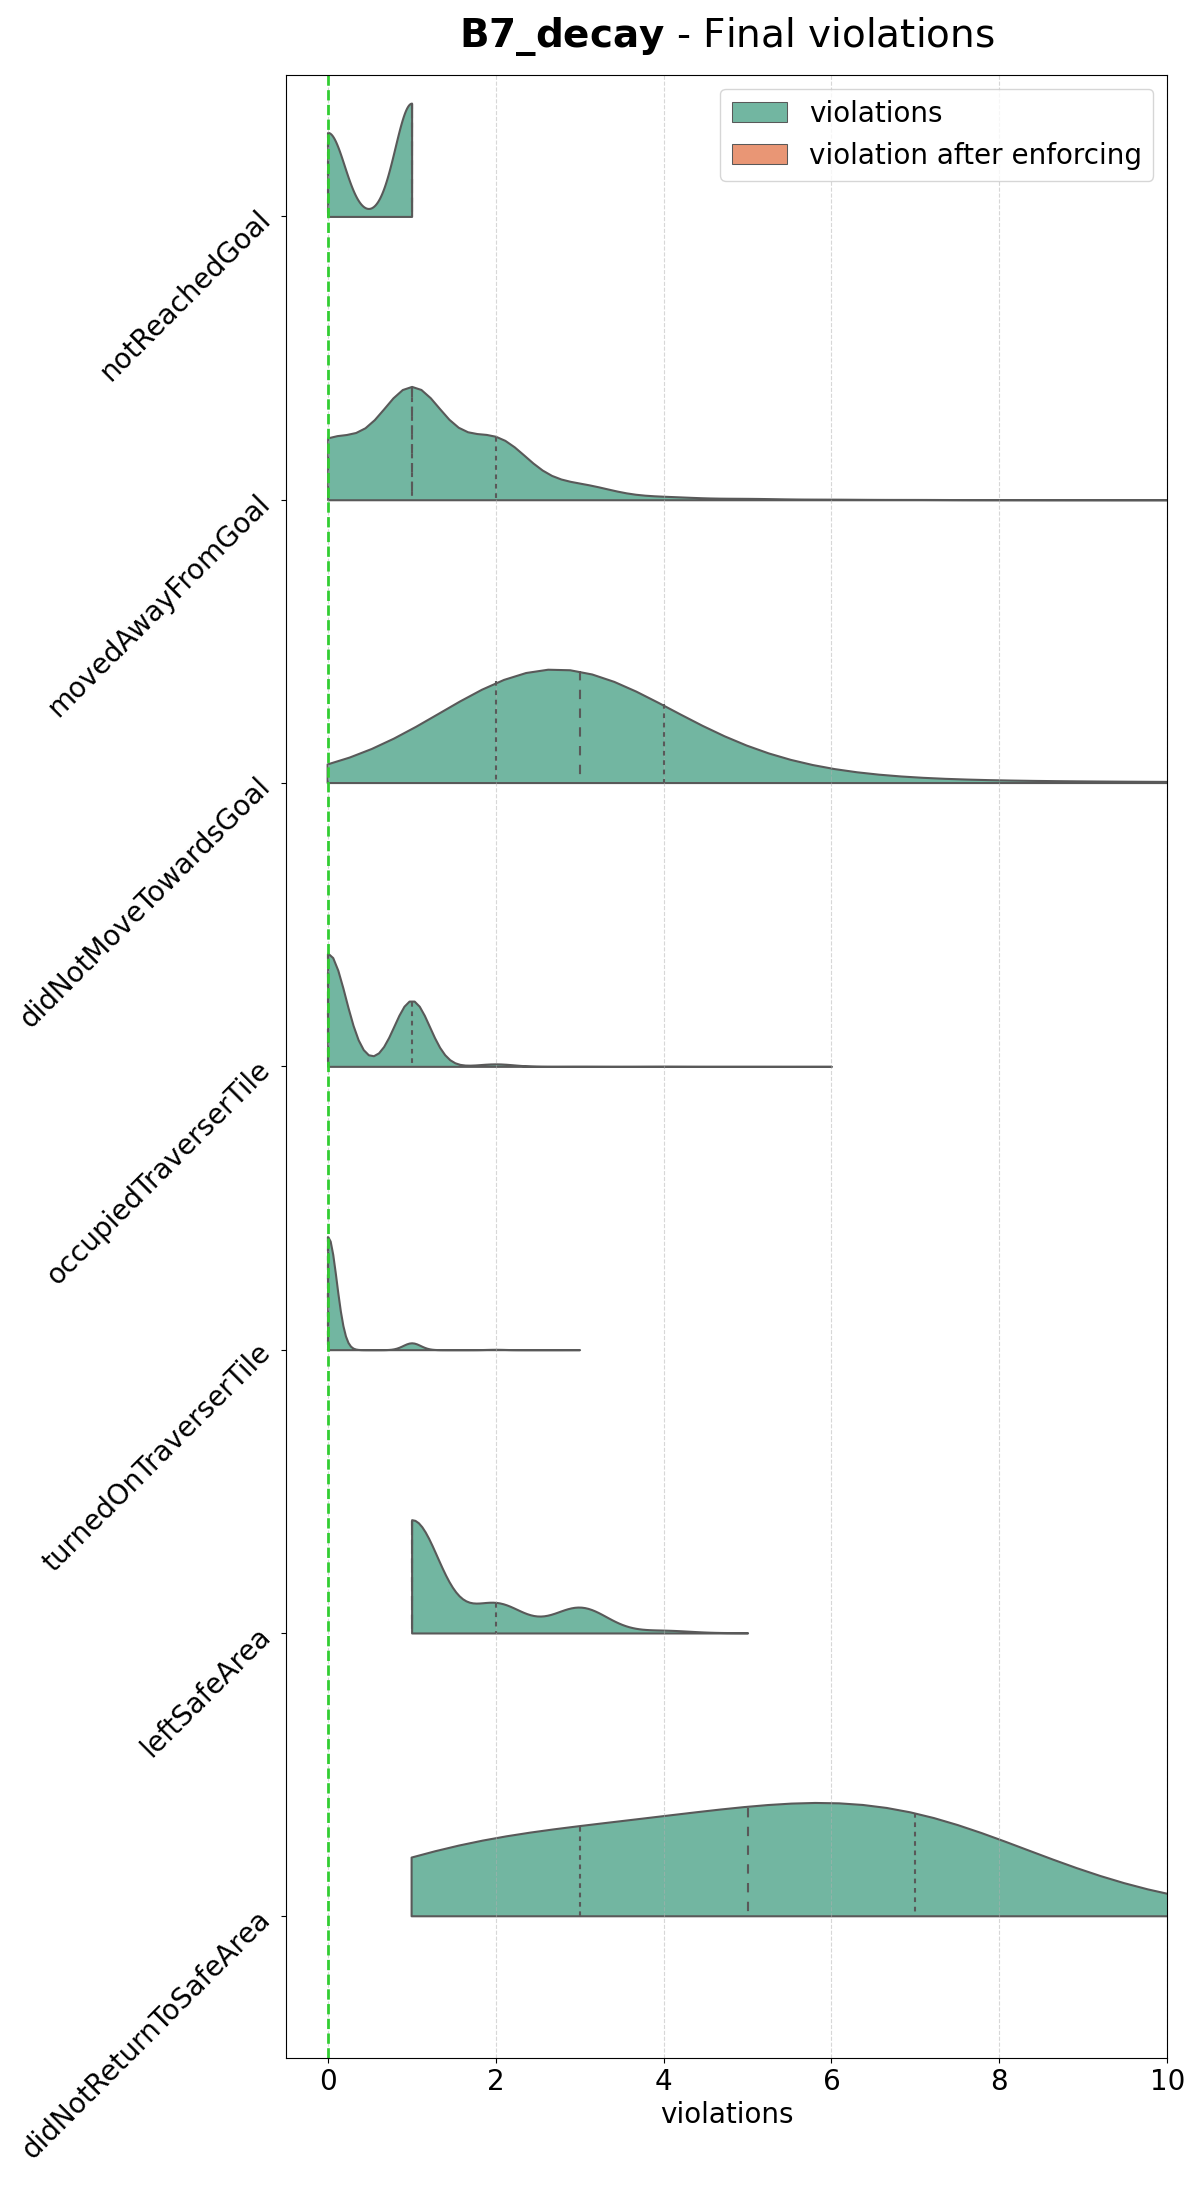 B7_decay - Final violations
violations
violation after enforcing
notReachedGoal
movedAwayFromGoal
didNotMoveTowardsGoal
occupiedTraverserTile
turnedOnTraverserTile
leftSafeArea
didNotReturnToSafeArea
0 2 4 6 8 10
violations